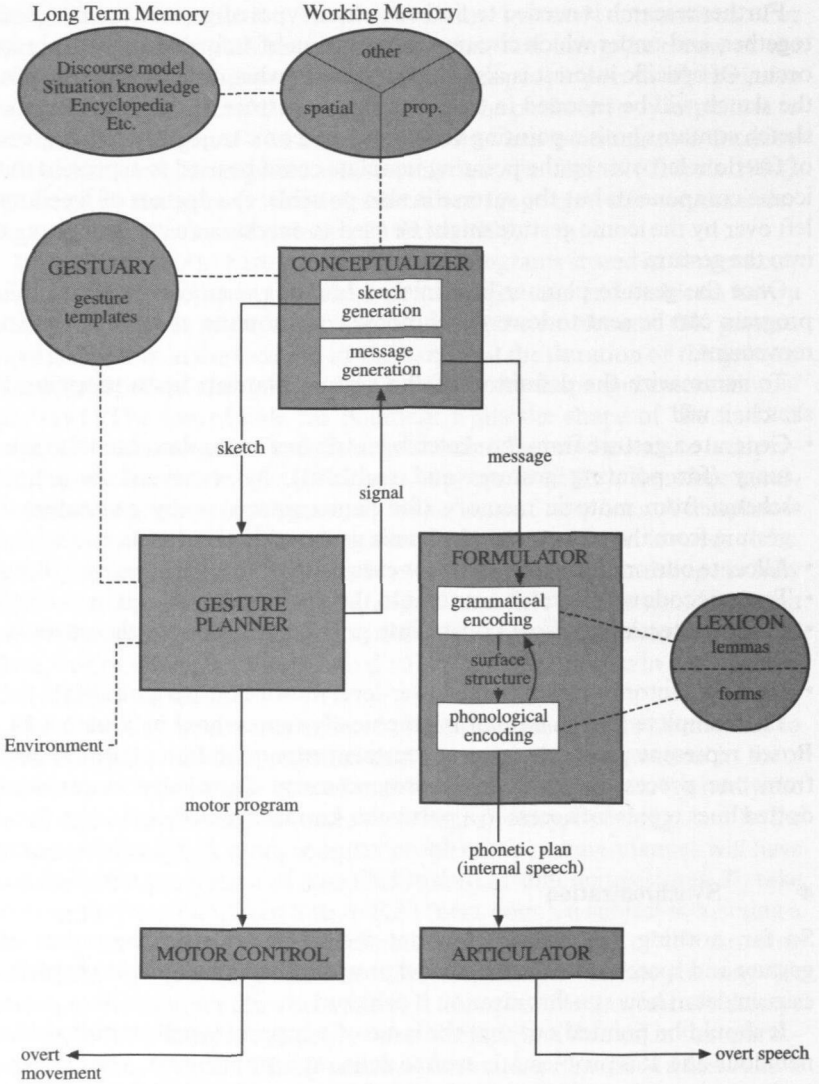 Long Term Memory
Working Memory
Discourse model
Situation knowledge
Encyclopedia
Etc.
other
spatial
prop.
GESTUARY
gesture
templates
CONCEPTUALIZER
sketch
generation
message
generation
sketch
signal
message
GESTURE
PLANNER
FORMULATOR
grammatical
encoding
surface
structure
phonological
encoding
LEXICON
lemmas
forms
Environment
motor program
phonetic plan
(internal speech)
MOTOR CONTROL
ARTICULATOR
overt
movement
overt speech